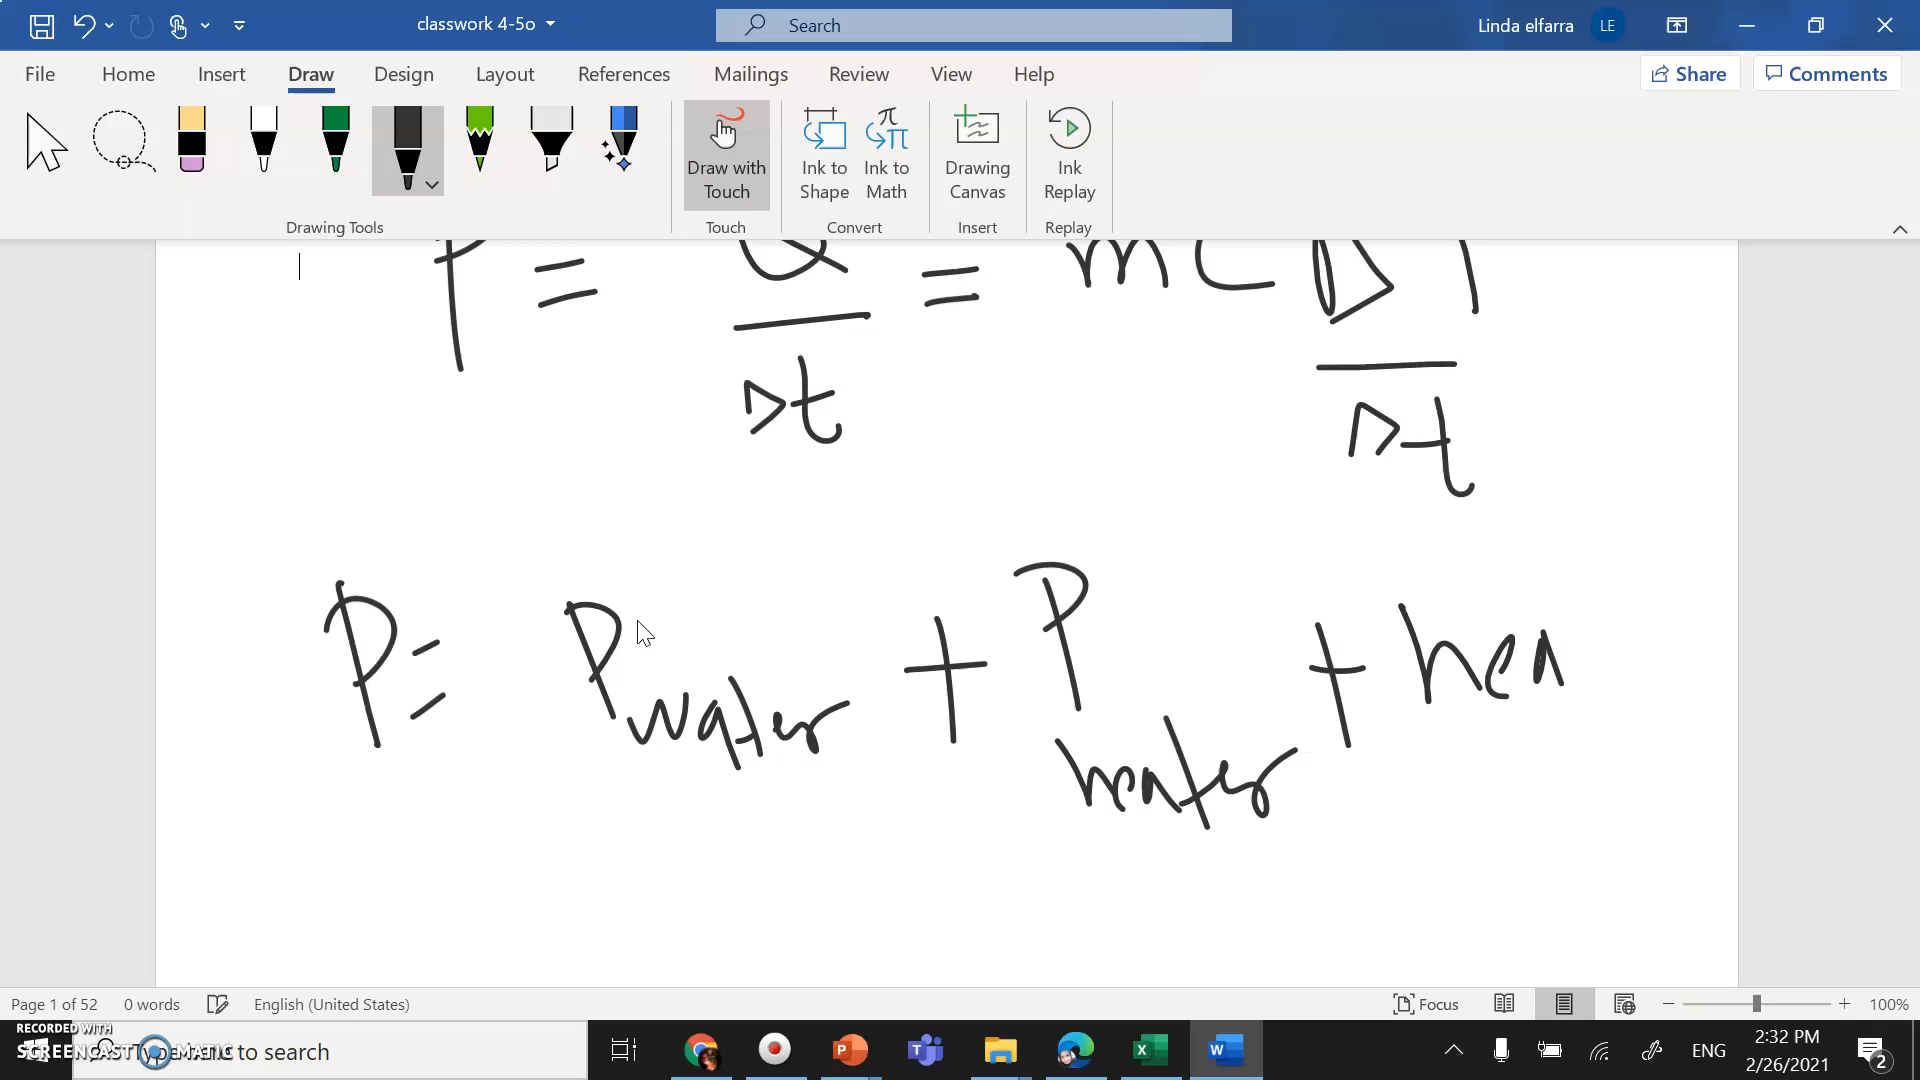 classwork 4-5o
Search
Linda elfarra
LE
File Home Insert Draw Design Layout References Mailings Review View Help
Share
Comments
Draw with Touch
Ink to Shape
Ink to Math
Drawing Canvas
Ink Replay
Drawing Tools
Touch
Convert
Insert
Replay
P = Q/Δt = mC ΔT/Δt
P = P water + P heater + hea
Page 1 of 52
0 words
English (United States)
Focus
100%
RECORDED WITH
SCREENCAST MATIC
to search
ENG
2:32 PM
2/26/2021
2